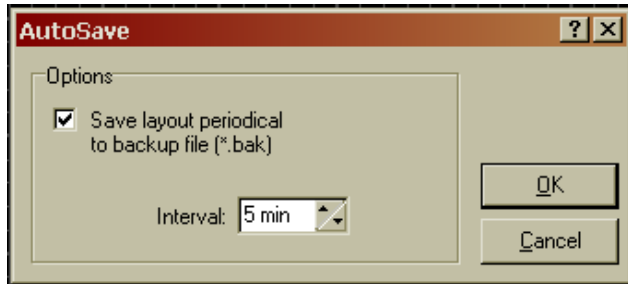 AutoSave
Options
Save layout periodical
to backup file (*.bak)
Interval: 5 min
OK
Cancel